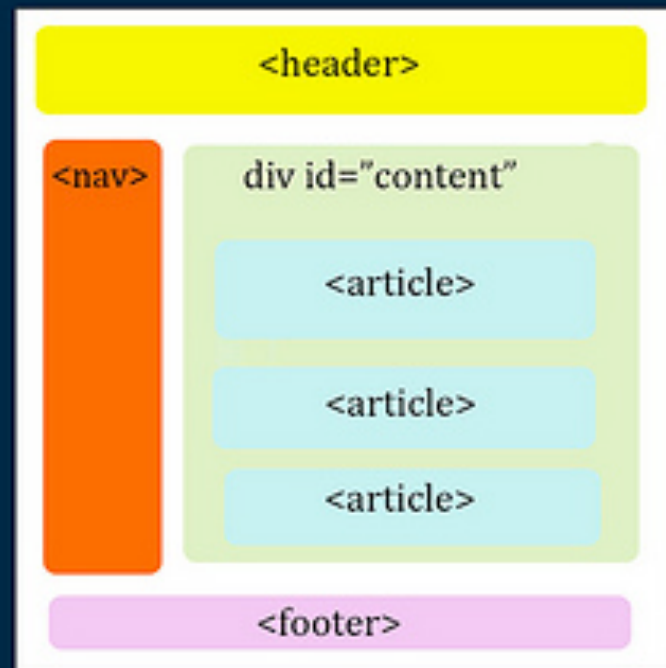 <header>
<nav>
div id=”content”
<article>
<article>
<article>
<footer>